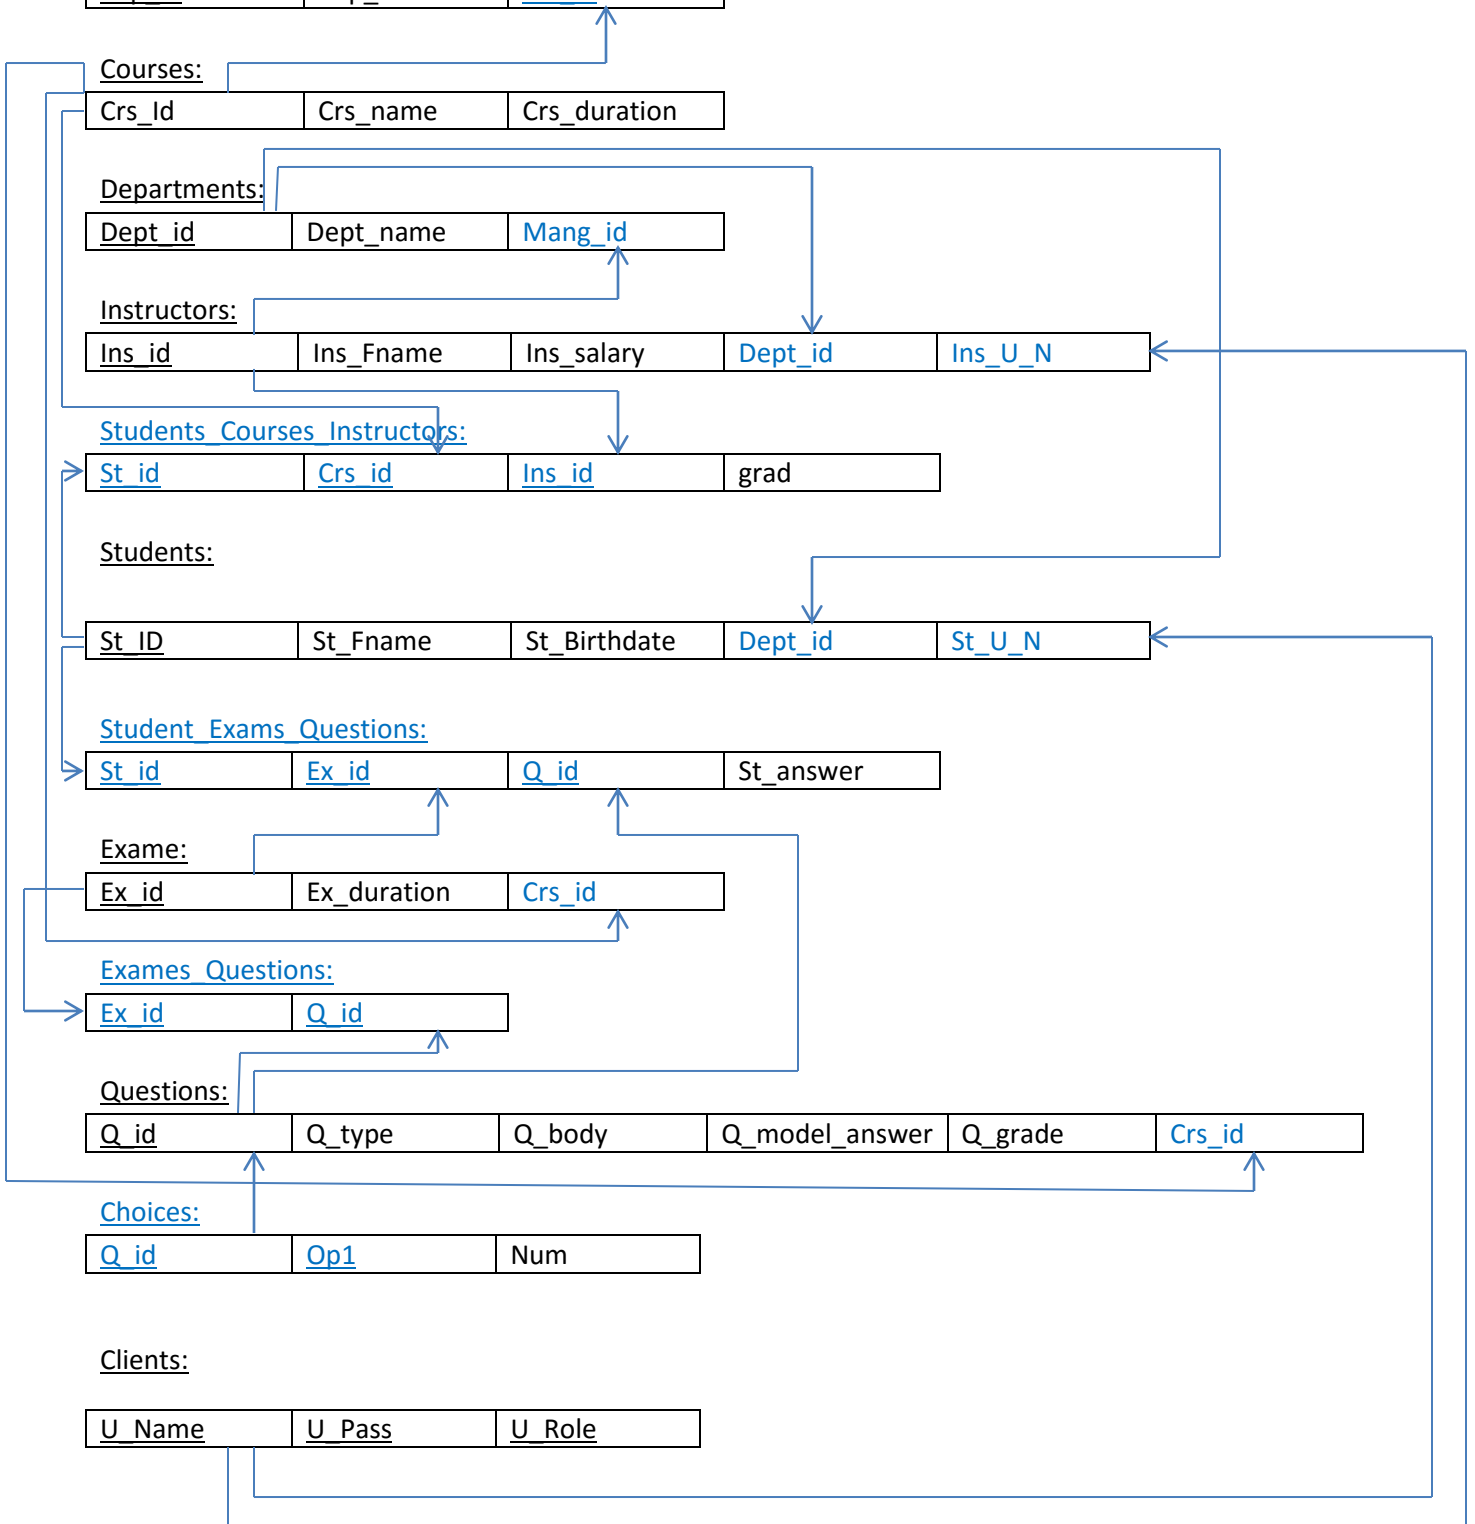 Courses:
Crs_Id Crs_name Crs_duration
Departments:
Dept_id Dept_name Mang_id
Instructors:
Ins_id Ins_Fname Ins_salary Dept_id Ins_U_N
Students_Courses_Instructors:
St_id Crs_id Ins_id grad
Students:
St_ID St_Fname St_Birthdate Dept_id St_U_N
Student_Exams_Questions:
St_id Ex_id Q_id St_answer
Exame:
Ex_id Ex_duration Crs_id
Exames_Questions:
Ex_id Q_id
Questions:
Q_id Q_type Q_body Q_model_answer Q_grade Crs_id
Choices:
Q_id Op1 Num
Clients:
U_Name U_Pass U_Role